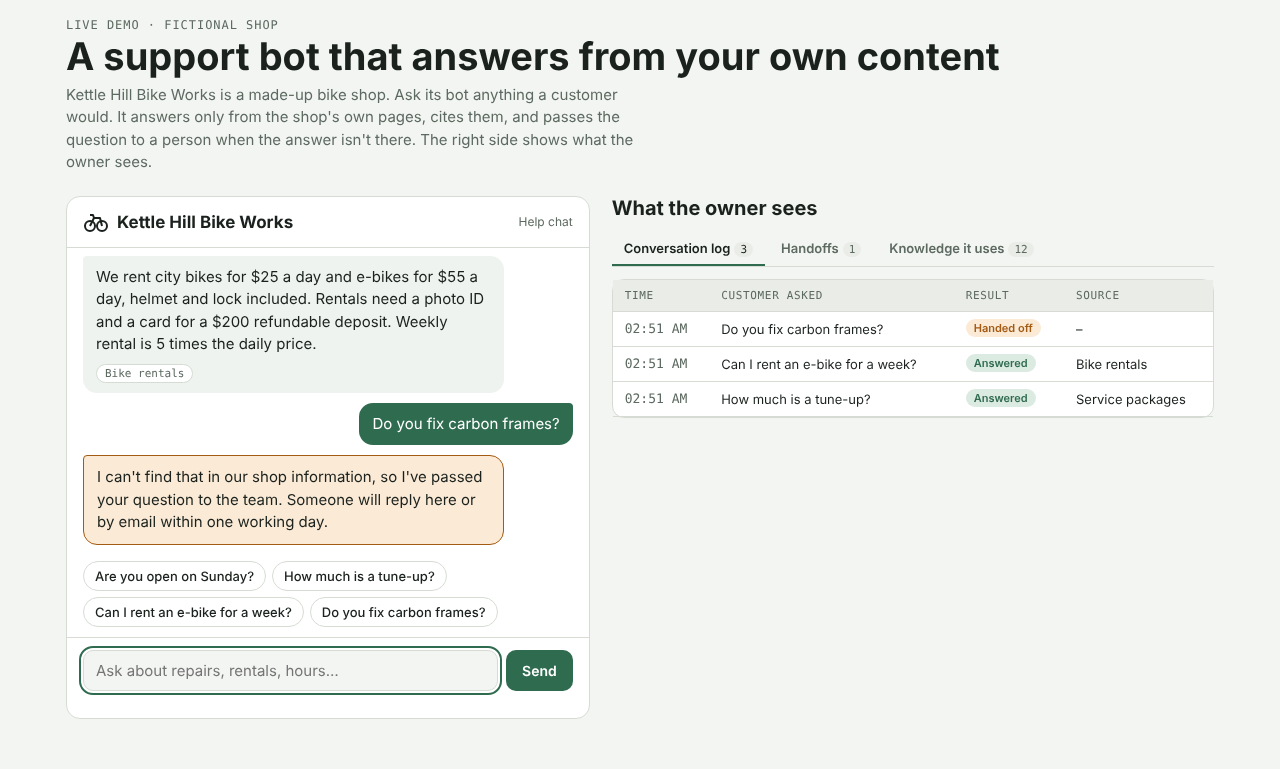 LIVE DEMO · FICTIONAL SHOP
A support bot that answers from your own content
Kettle Hill Bike Works is a made-up bike shop. Ask its bot anything a customer
would. It answers only from the shop's own pages, cites them, and passes the
question to a person when the answer isn't there. The right side shows what the
owner sees.
Kettle Hill Bike Works
Help chat
We rent city bikes for $25 a day and e-bikes for $55 a
day, helmet and lock included. Rentals need a photo ID
and a card for a $200 refundable deposit. Weekly
rental is 5 times the daily price.
Bike rentals
Do you fix carbon frames?
I can't find that in our shop information, so I've passed
your question to the team. Someone will reply here or
by email within one working day.
Are you open on Sunday? How much is a tune-up?
Can I rent an e-bike for a week? Do you fix carbon frames?
Ask about repairs, rentals, hours...
Send
What the owner sees
Conversation log 3 Handoffs 1 Knowledge it uses 12
TIME CUSTOMER ASKED RESULT SOURCE
02:51 AM Do you fix carbon frames? Handed off –
02:51 AM Can I rent an e-bike for a week? Answered Bike rentals
02:51 AM How much is a tune-up? Answered Service packages